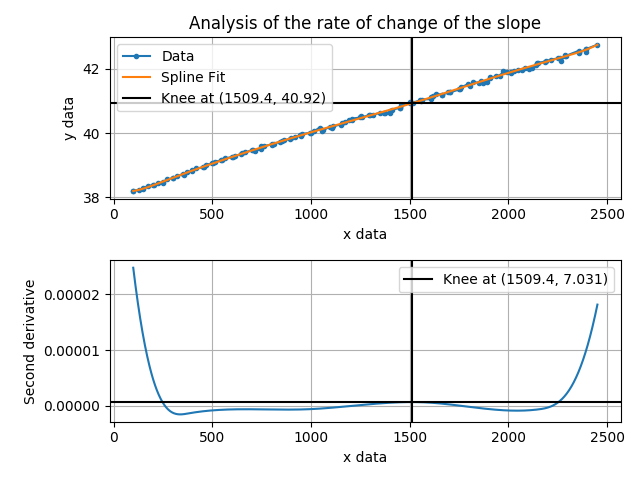 Analysis of the rate of change of the slope
Data
Spline Fit
Knee at (1509.4, 40.92)
42
40
38
y data
0 500 1000 1500 2000 2500
x data
Knee at (1509.4, 7.031)
0.00002
0.00001
0.00000
Second derivative
0 500 1000 1500 2000 2500
x data